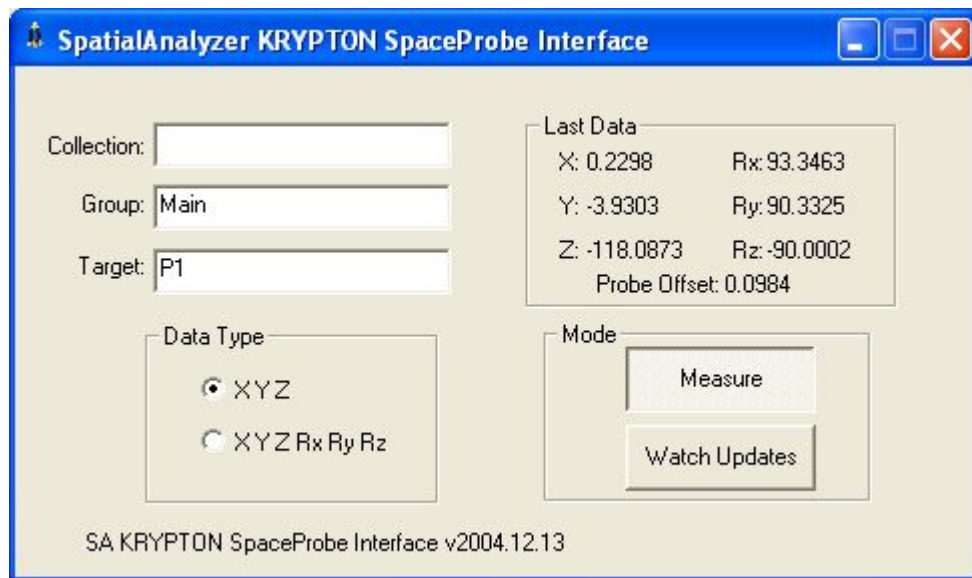 SpatialAnalyzer KRYPTON SpaceProbe Interface
Collection:
Group: Main
Target: P1
Last Data
X: 0.2298 Rx: 93.3463
Y: -3.9303 Ry: 90.3325
Z: -118.0873 Rz: -90.0002
Probe Offset: 0.0984
Data Type
X Y Z
X Y Z Rx Ry Rz
Mode
Measure
Watch Updates
SA KRYPTON SpaceProbe Interface v2004.12.13